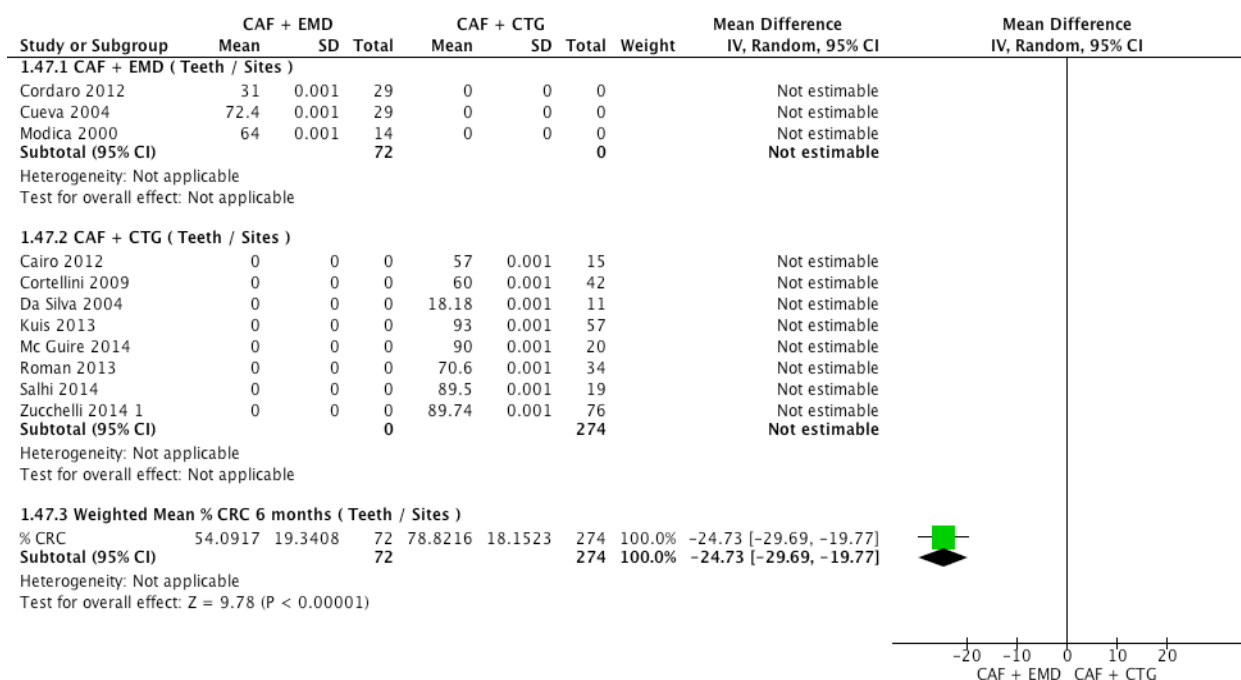 CAF + EMD CAF + CTG Mean Difference Mean Difference
Study or Subgroup Mean SD Total Mean SD Total Weight IV, Random, 95% CI IV, Random, 95% CI
1.47.1 CAF + EMD ( Teeth / Sites )
Cordaro 2012 31 0.001 29 0 0 0 Not estimable
Cueva 2004 72.4 0.001 29 0 0 0 Not estimable
Modica 2000 64 0.001 14 0 0 0 Not estimable
Subtotal (95% CI) 72 0 Not estimable
Heterogeneity: Not applicable
Test for overall effect: Not applicable
1.47.2 CAF + CTG ( Teeth / Sites )
Cairo 2012 0 0 0 57 0.001 15 Not estimable
Cortellini 2009 0 0 0 60 0.001 42 Not estimable
Da Silva 2004 0 0 0 18.18 0.001 11 Not estimable
Kuis 2013 0 0 0 93 0.001 57 Not estimable
Mc Guire 2014 0 0 0 90 0.001 20 Not estimable
Roman 2013 0 0 0 70.6 0.001 34 Not estimable
Salhi 2014 0 0 0 89.5 0.001 19 Not estimable
Zucchelli 2014 1 0 0 0 89.74 0.001 76 Not estimable
Subtotal (95% CI) 0 274 Not estimable
Heterogeneity: Not applicable
Test for overall effect: Not applicable
1.47.3 Weighted Mean % CRC 6 months ( Teeth / Sites )
% CRC 54.0917 19.3408 72 78.8216 18.1523 274 100.0% −24.73 [−29.69, −19.77]
Subtotal (95% CI) 72 274 100.0% −24.73 [−29.69, −19.77]
Heterogeneity: Not applicable
Test for overall effect: Z = 9.78 (P < 0.00001)
−20 −10 0 10 20
CAF + EMD CAF + CTG